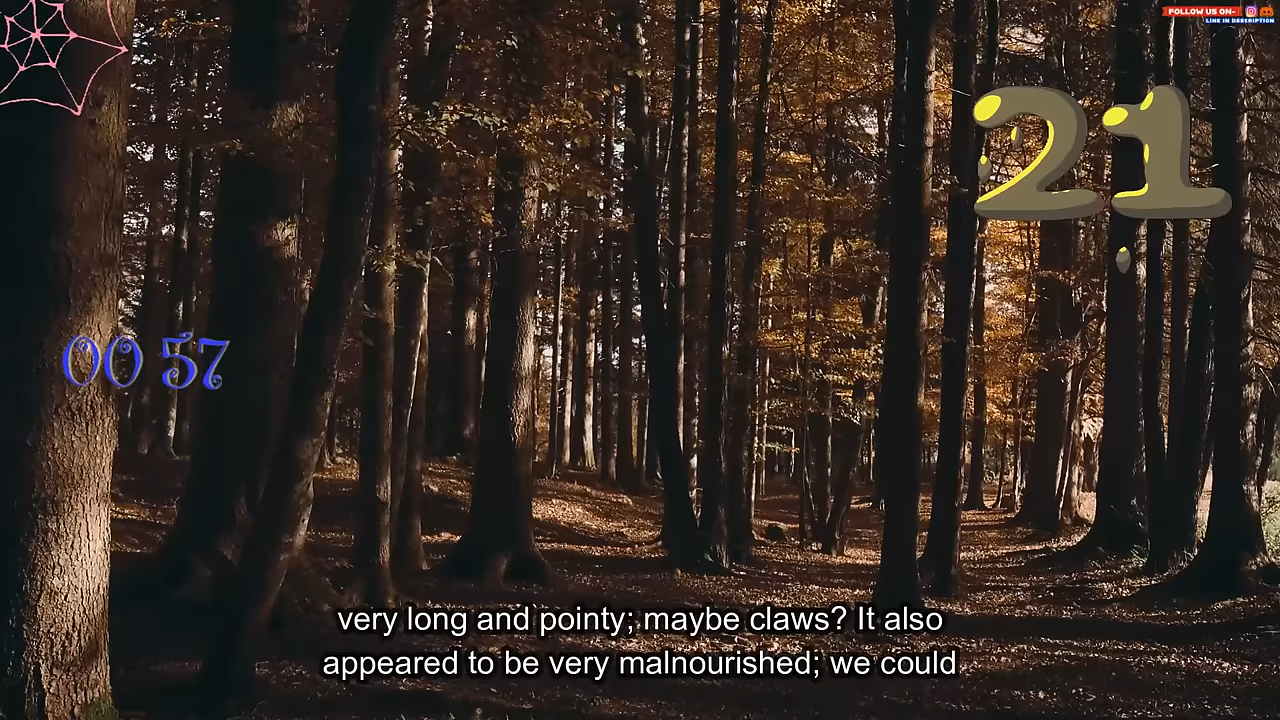 FOLLOW US ON-
LINK IN DESCRIPTION
21
00 57
very long and pointy; maybe claws? It also
appeared to be very malnourished; we could